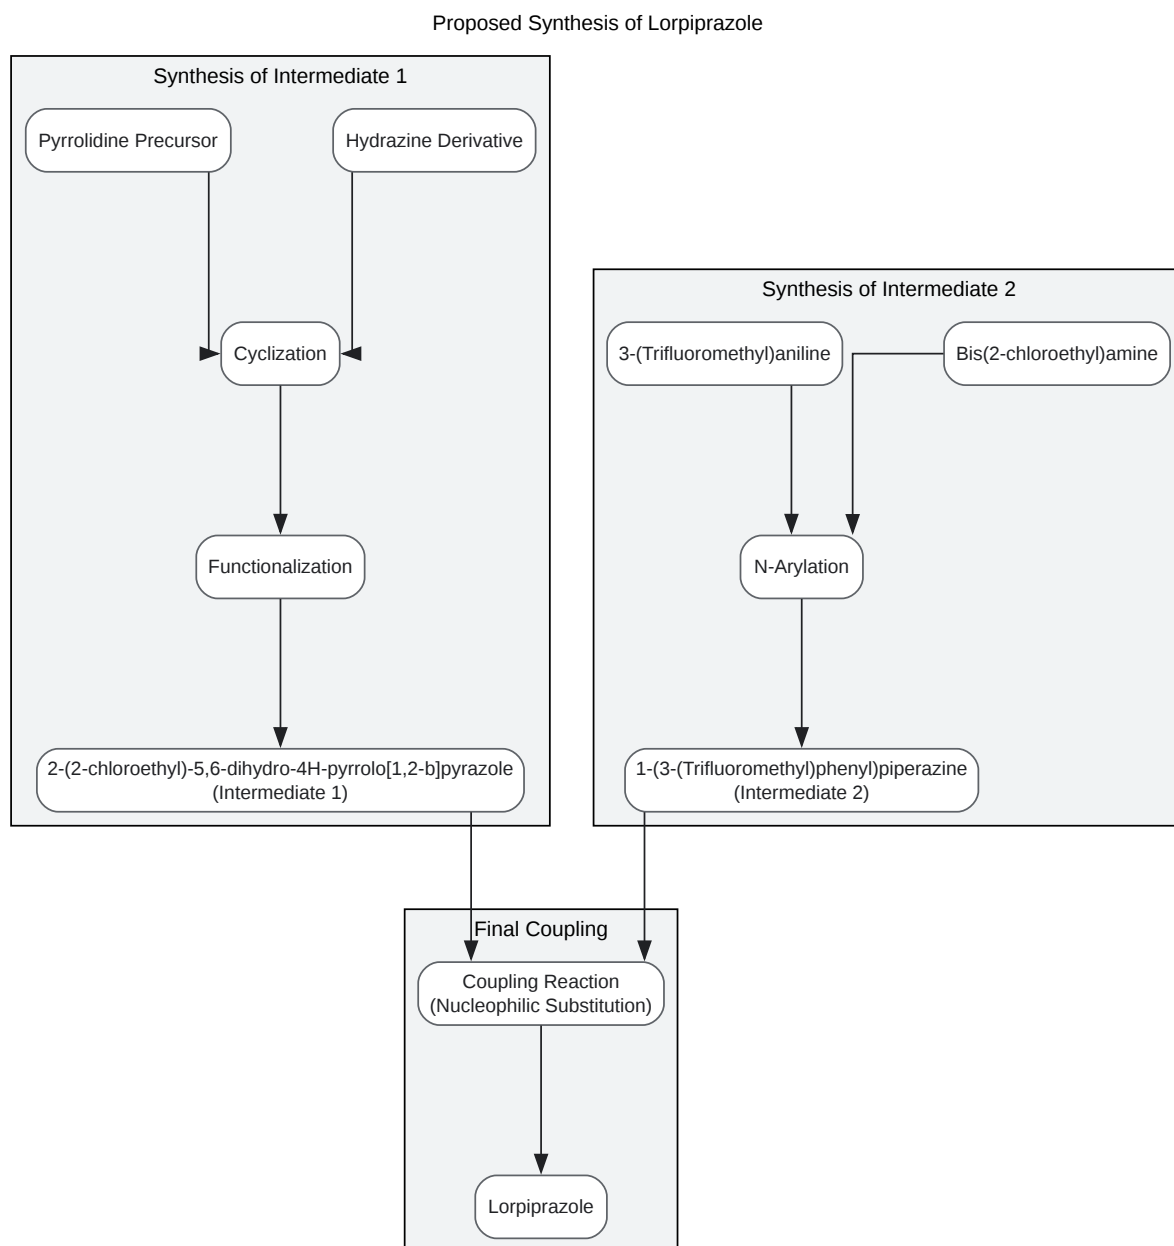 Proposed Synthesis of Lorpiprazole
Synthesis of Intermediate 1
Pyrrolidine Precursor
Hydrazine Derivative
Cyclization
Functionalization
2-(2-chloroethyl)-5,6-dihydro-4H-pyrrolo[1,2-b]pyrazole
(Intermediate 1)
Synthesis of Intermediate 2
3-(Trifluoromethyl)aniline
Bis(2-chloroethyl)amine
N-Arylation
1-(3-(Trifluoromethyl)phenyl)piperazine
(Intermediate 2)
Final Coupling
Coupling Reaction
(Nucleophilic Substitution)
Lorpiprazole